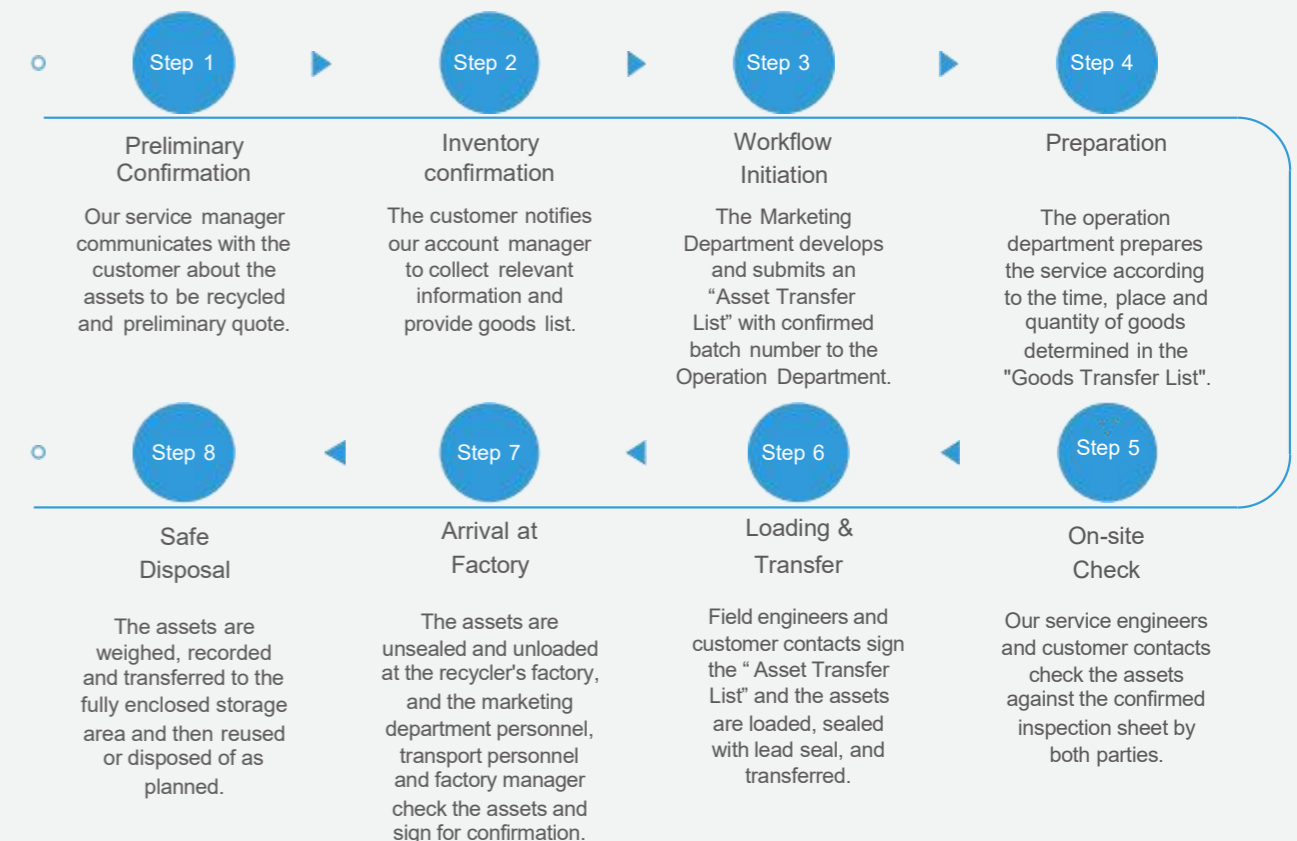 Step 1
Step 2
Step 3
Step 4
Preliminary
Confirmation
Our service manager
communicates with the
customer about the
assets to be recycled
and preliminary quote.
Inventory
confirmation
The customer notifies
our account manager
to collect relevant
information and
provide goods list.
Workflow
Initiation
The Marketing
Department develops
and submits an
“Asset Transfer
List” with confirmed
batch number to the
Operation Department.
Preparation
The operation
department prepares
the service according
to the time, place and
quantity of goods
determined in the
"Goods Transfer List".
Step 5
On-site
Check
Our service engineers
and customer contacts
check the assets
against the confirmed
inspection sheet by
both parties.
Step 6
Loading &
Transfer
Field engineers and
customer contacts sign
the “ Asset Transfer
List” and the assets
are loaded, sealed
with lead seal, and
transferred.
Step 7
Arrival at
Factory
The assets are
unsealed and unloaded
at the recycler's factory,
and the marketing
department personnel,
transport personnel
and factory manager
check the assets and
sign for confirmation.
Step 8
Safe
Disposal
The assets are
weighed, recorded
and transferred to the
fully enclosed storage
area and then reused
or disposed of as
planned.